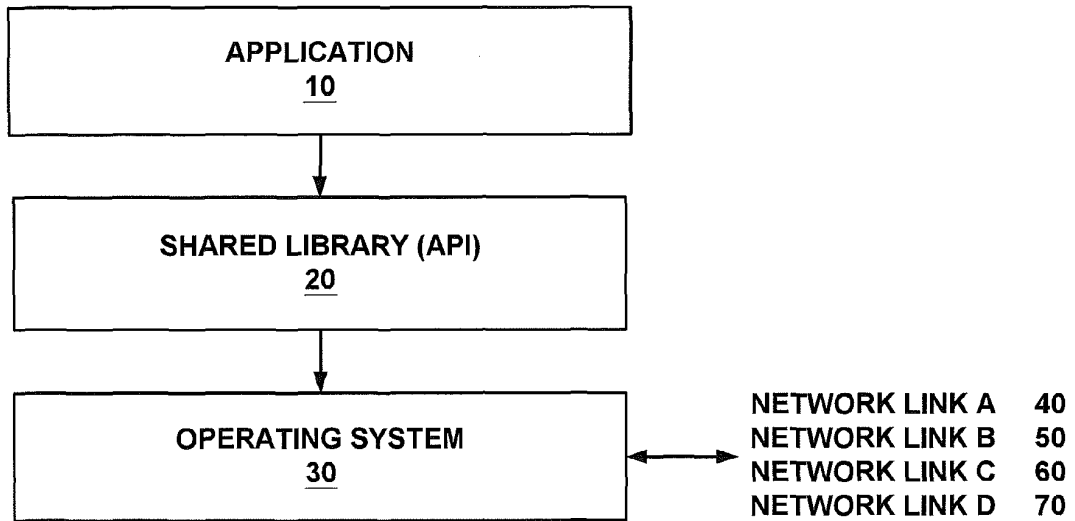 APPLICATION
10
SHARED LIBRARY (API)
20
OPERATING SYSTEM
30
NETWORK LINK A 40
NETWORK LINK B 50
NETWORK LINK C 60
NETWORK LINK D 70